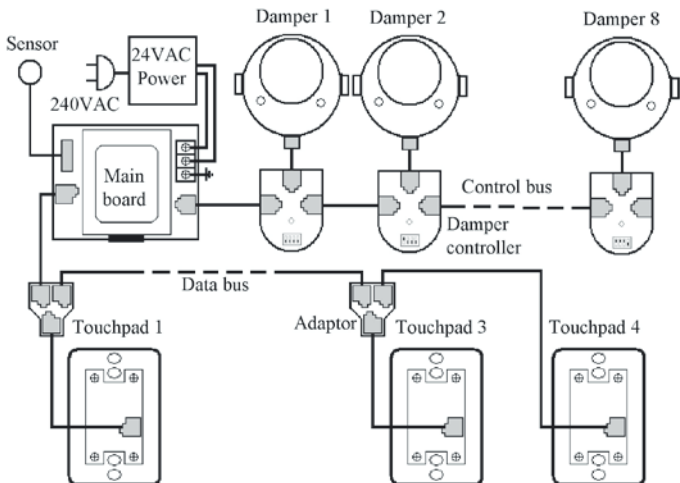 Damper 1
Damper 2
Damper 8
Sensor
24VAC
Power
240VAC
Main
board
Control bus
Damper
controller
Data bus
Adaptor
Touchpad 1
Touchpad 3
Touchpad 4